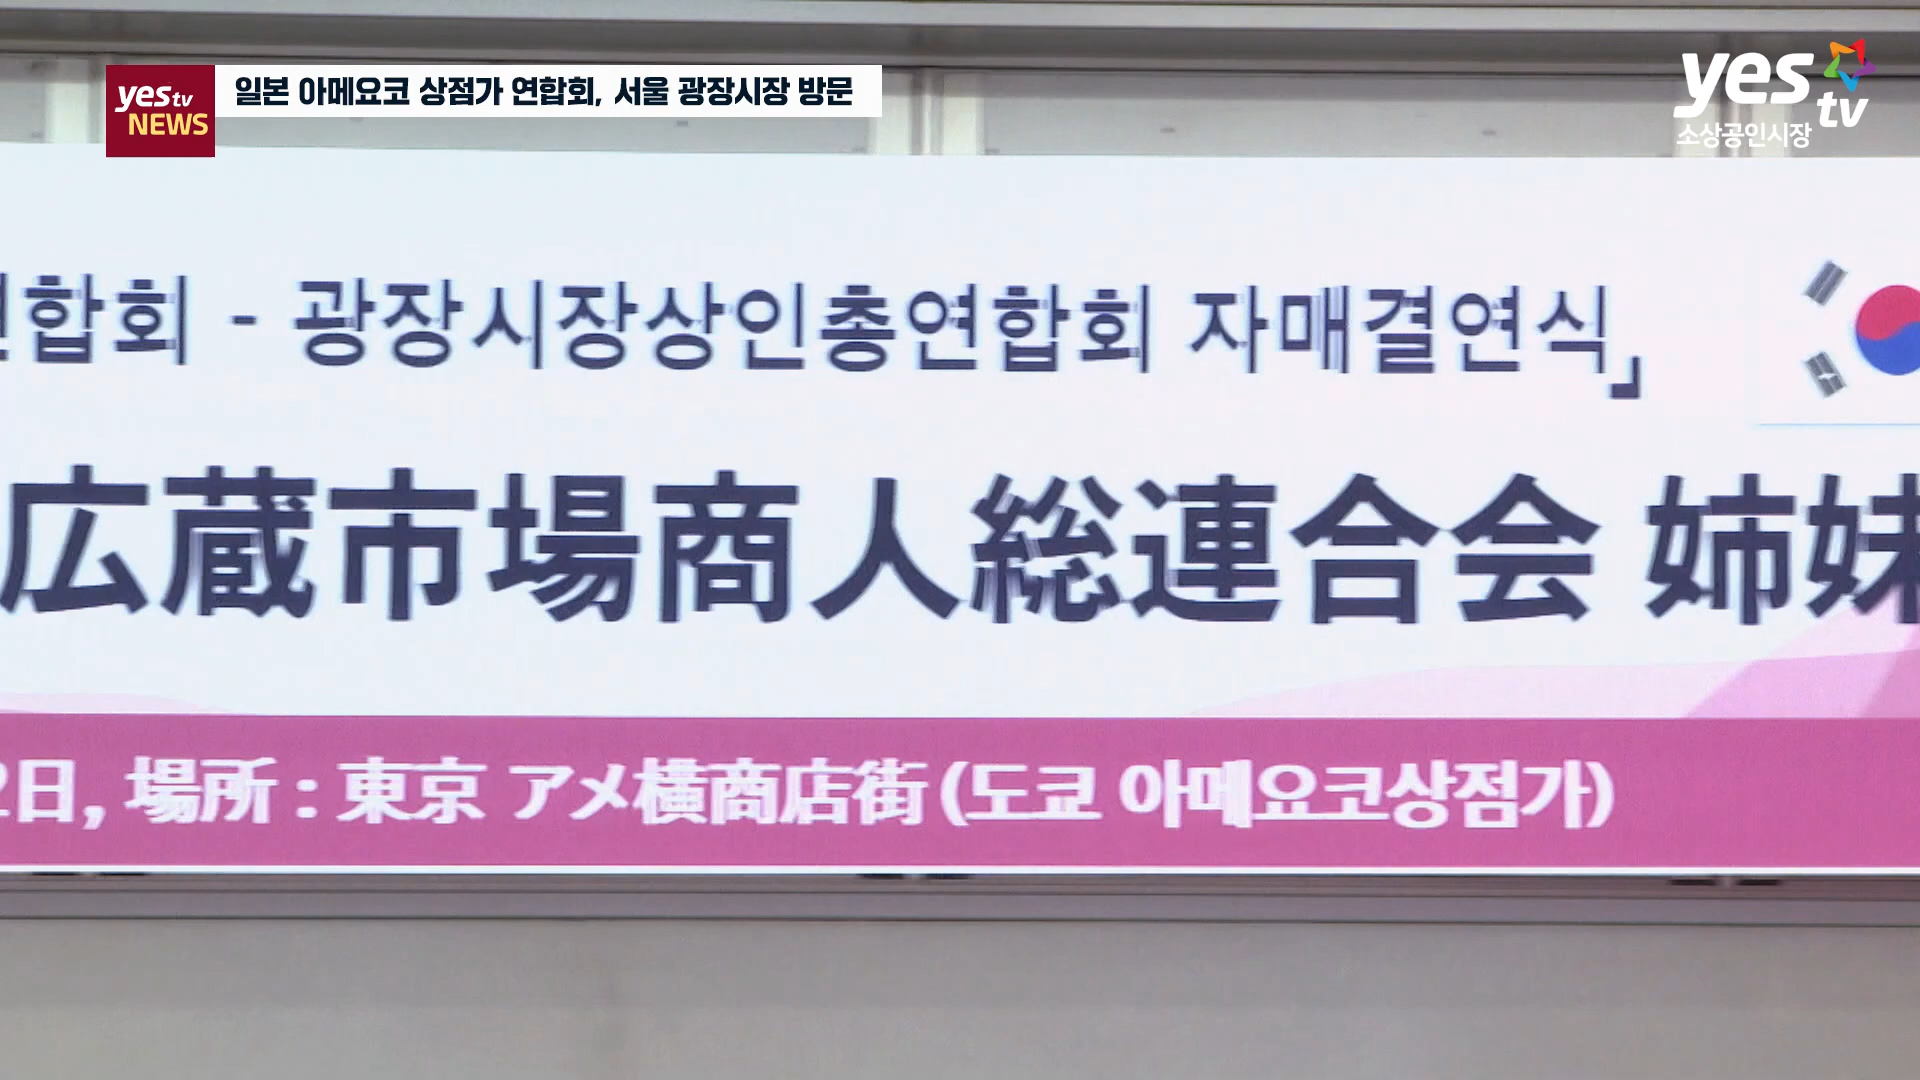 yes tv NEWS
일본 아메요코 상점가 연합회, 서울 광장시장 방문
yes tv
소상공인시장
연합회 - 광장시장상인총연합회 자매결연식」
広蔵市場商人総連合会 姉妹
2日, 場所 : 東京 アメ横商店街 (도쿄 아메요코상점가)